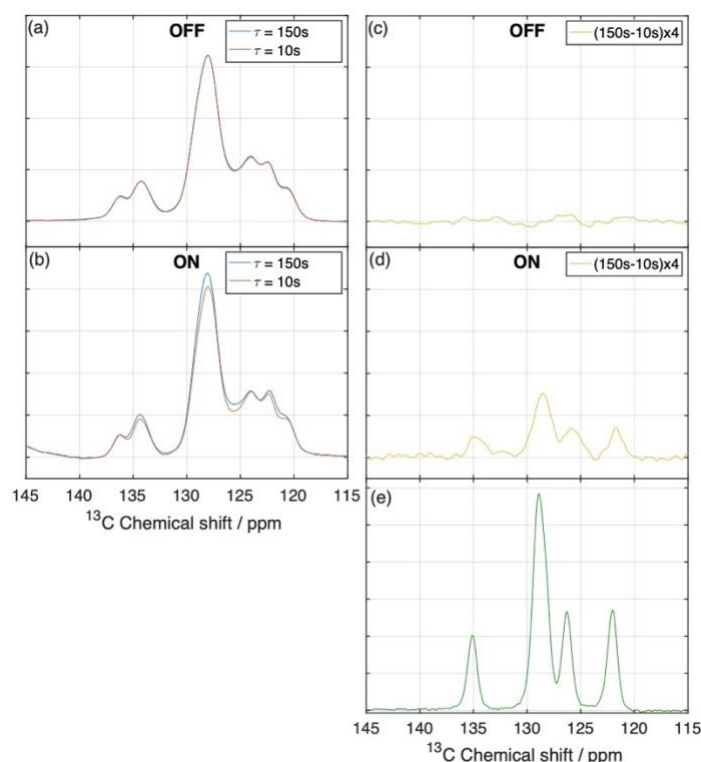 (a) OFF
τ = 150s
τ = 10s
(b) ON
τ = 150s
τ = 10s
145 140 135 130 125 120 115
¹³C Chemical shift / ppm
(c) OFF
(150s-10s)x4
(d) ON
(150s-10s)x4
(e)
145 140 135 130 125 120 115
¹³C Chemical shift / ppm